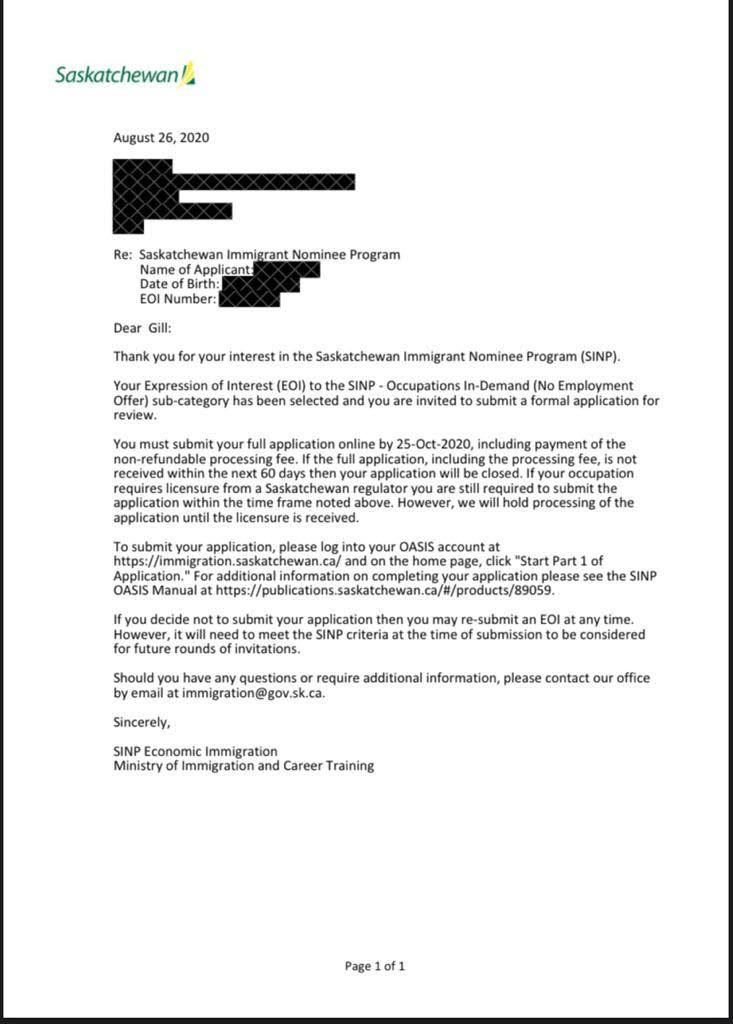 Saskatchewan
August 26, 2020
Re: Saskatchewan Immigrant Nominee Program
Name of Applicant:
Date of Birth:
EOI Number:
Dear Gill:
Thank you for your interest in the Saskatchewan Immigrant Nominee Program (SINP).
Your Expression of Interest (EOI) to the SINP - Occupations In-Demand (No Employment
Offer) sub-category has been selected and you are invited to submit a formal application for
review.
You must submit your full application online by 25-Oct-2020, including payment of the
non-refundable processing fee. If the full application, including the processing fee, is not
received within the next 60 days then your application will be closed. If your occupation
requires licensure from a Saskatchewan regulator you are still required to submit the
application within the time frame noted above. However, we will hold processing of the
application until the licensure is received.
To submit your application, please log into your OASIS account at
https://immigration.saskatchewan.ca/ and on the home page, click "Start Part 1 of
Application." For additional information on completing your application please see the SINP
OASIS Manual at https://publications.saskatchewan.ca/#/products/89059.
If you decide not to submit your application then you may re-submit an EOI at any time.
However, it will need to meet the SINP criteria at the time of submission to be considered
for future rounds of invitations.
Should you have any questions or require additional information, please contact our office
by email at immigration@gov.sk.ca.
Sincerely,
SINP Economic Immigration
Ministry of Immigration and Career Training
Page 1 of 1